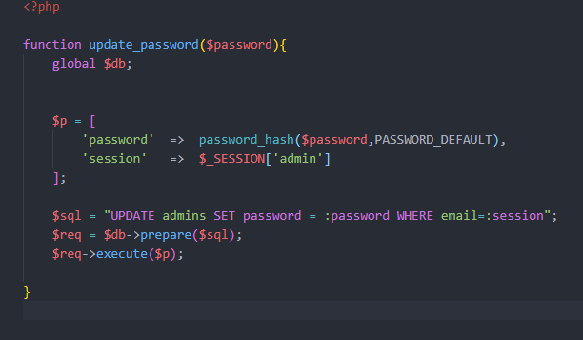 <?php
function update_password($password){
global $db;
$p = [
'password' => password_hash($password,PASSWORD_DEFAULT),
'session' => $_SESSION['admin']
];
$sql = "UPDATE admins SET password = :password WHERE email=:session";
$req = $db->prepare($sql);
$req->execute($p);
}